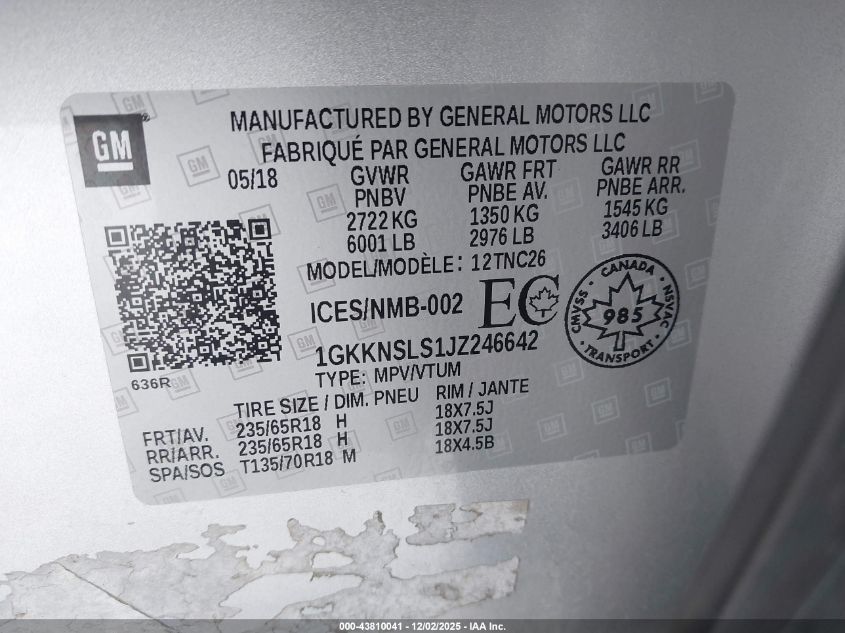 GM
MANUFACTURED BY GENERAL MOTORS LLC
FABRIQUÉ PAR GENERAL MOTORS LLC
05/18
GVWR
PNBV
2722 KG
6001 LB
GAWR FRT
PNBE AV.
1350 KG
2976 LB
GAWR RR
PNBE ARR.
1545 KG
3406 LB
MODEL/MODÈLE: 12TNC26
ICES/NMB-002
EC
CANADA
CMVSS
985
NSVAC
TRANSPORT
1GKKNSLS1JZ246642
TYPE: MPV/VTUM
636R
TIRE SIZE / DIM. PNEU RIM / JANTE
FRT/AV. 235/65R18 H 18X7.5J
RR/ARR. 235/65R18 H 18X7.5J
SPA/SOS T135/70R18 M 18X4.5B
000-43810041 - 12/02/2025 - IAA Inc.